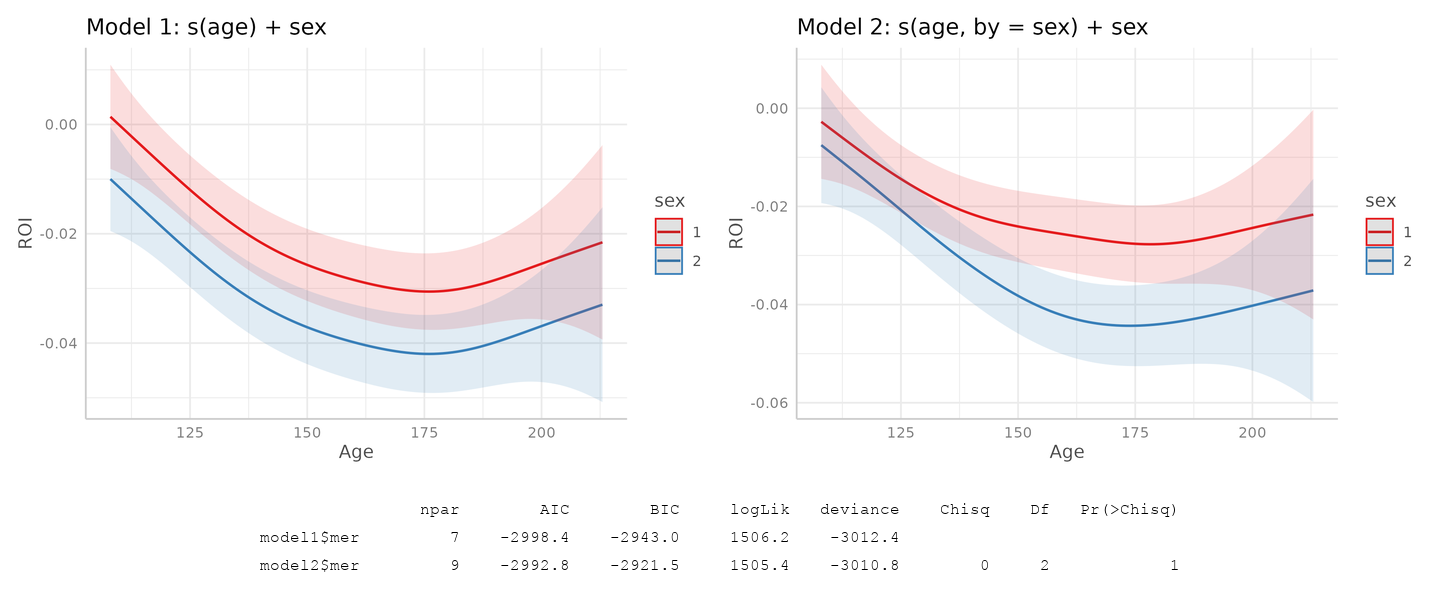 Model 1: s(age) + sex
0.00
-0.02
-0.04
ROI
125 150 175 200
Age
sex
1
2
Model 2: s(age, by = sex) + sex
0.00
-0.02
-0.04
-0.06
ROI
125 150 175 200
Age
sex
1
2
npar AIC BIC logLik deviance Chisq Df Pr(>Chisq)
model1$mer 7 -2998.4 -2943.0 1506.2 -3012.4
model2$mer 9 -2992.8 -2921.5 1505.4 -3010.8 0 2 1